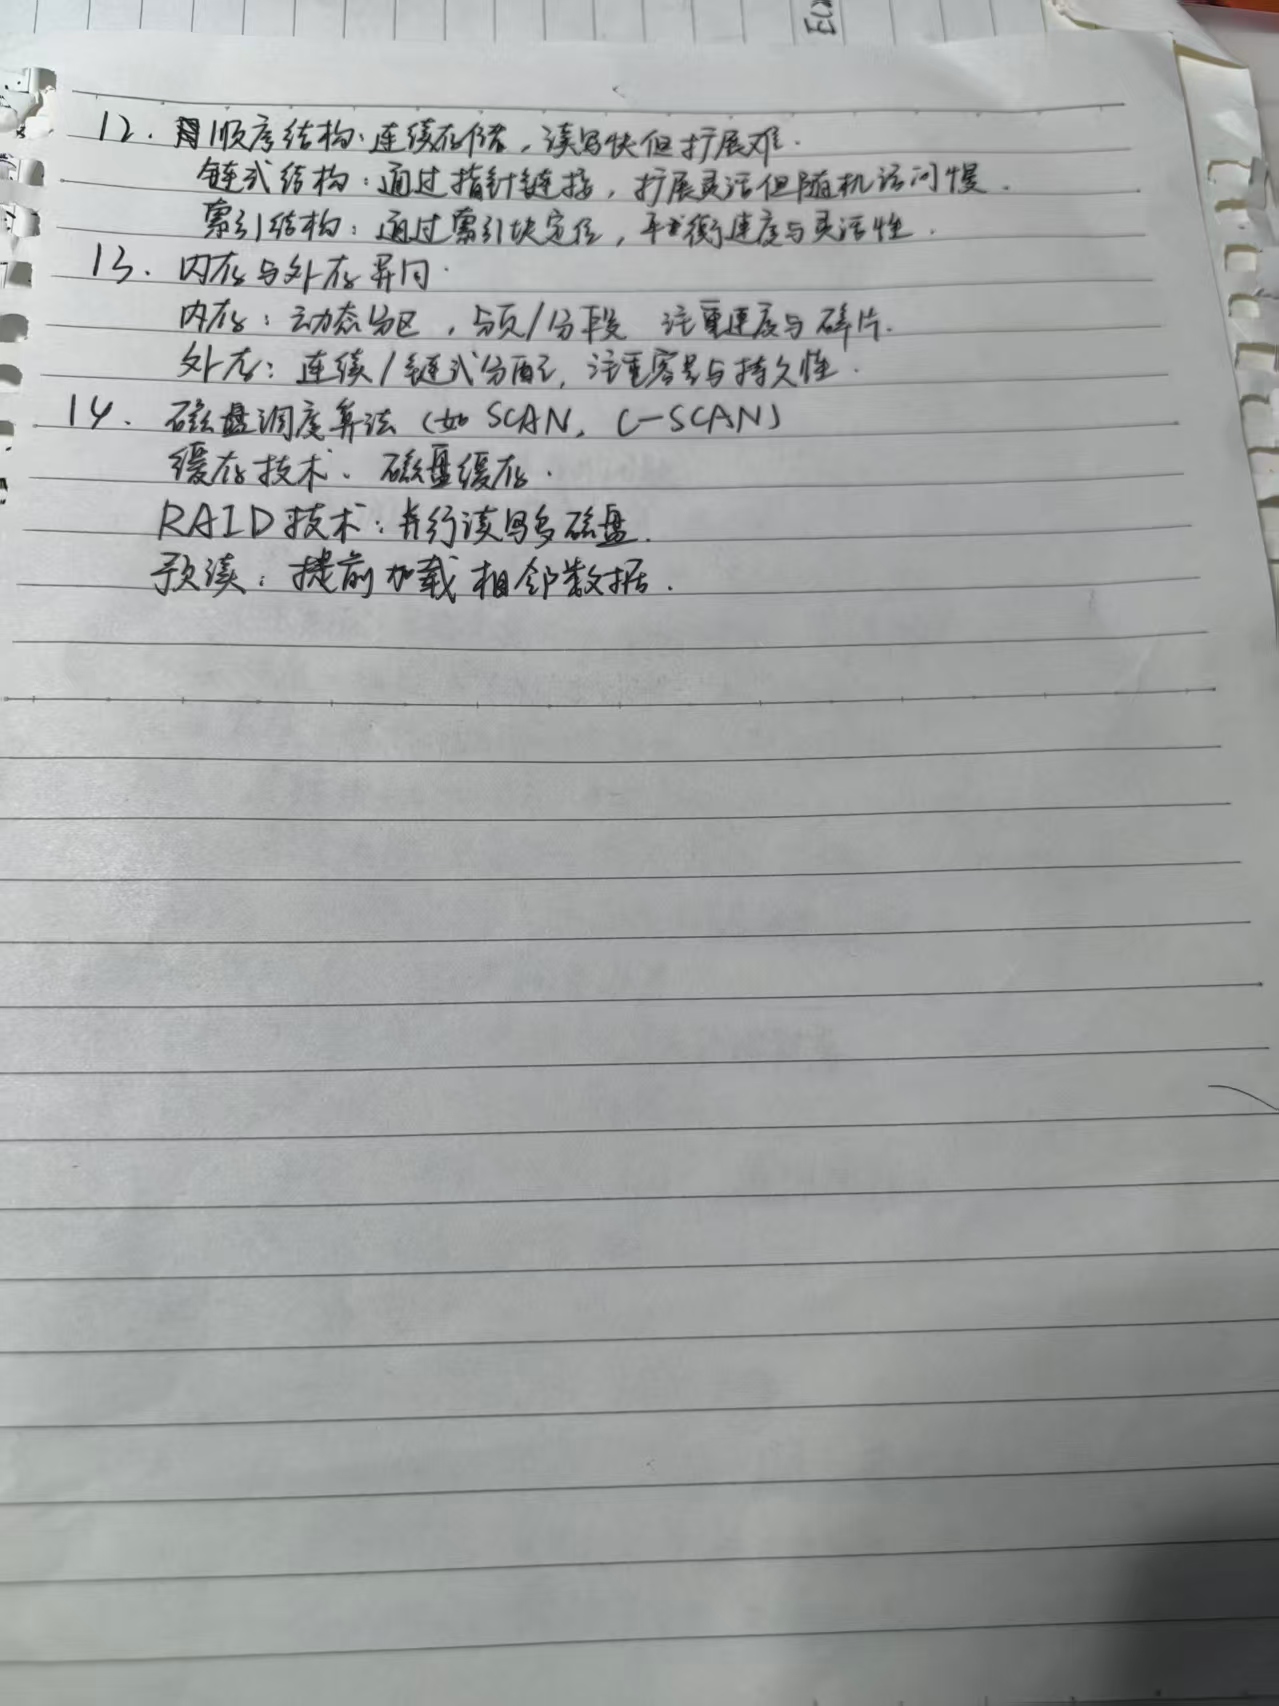 12. 顺序结构：连续存储，读写快但扩展难.
链式结构：通过指针链接，扩展灵活但随机访问慢.
索引结构：通过索引块定位，平衡速度与灵活性.
13. 内存与外存异同.
内存：动态分区，分页/分段 注重速度与碎片.
外存：连续/链式分配，注重容量与持久性.
14. 磁盘调度算法（如 SCAN, C-SCAN）
缓存技术. 磁盘缓存.
RAID技术：并行读写多磁盘.
预读：提前加载相邻数据.